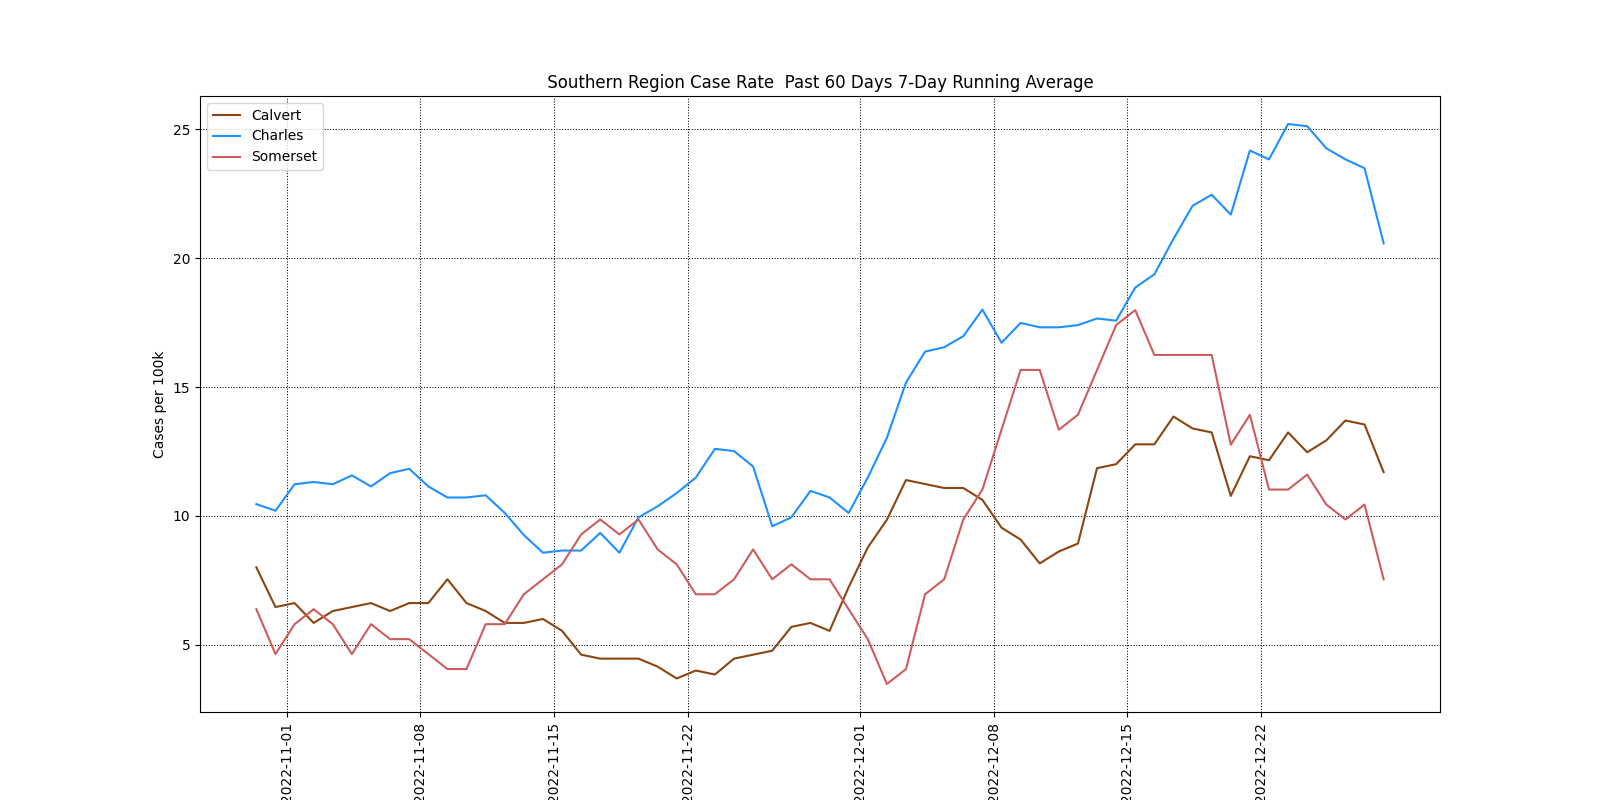 Southern Region Case Rate  Past 60 Days 7-Day Running Average
Calvert
Charles
Somerset
25
20
15
10
5
Cases per 100k
2022-11-01
2022-11-08
2022-11-15
2022-11-22
2022-12-01
2022-12-08
2022-12-15
2022-12-22